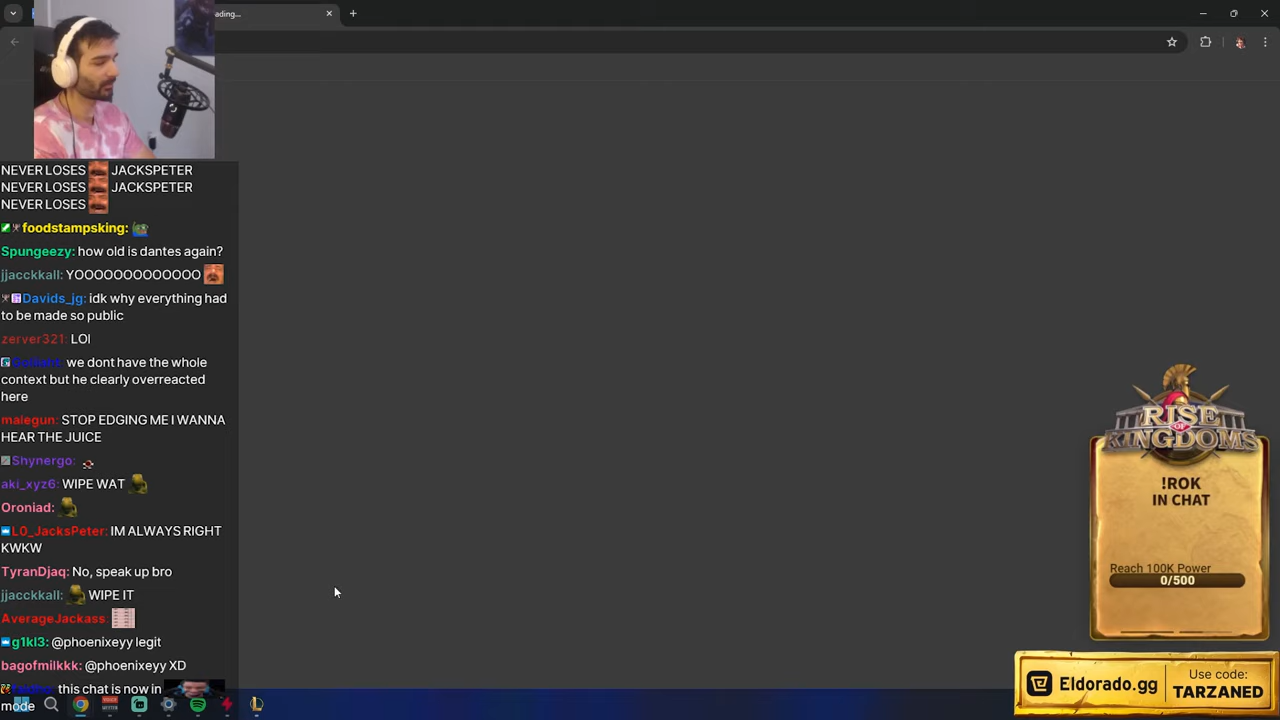 ading...
NEVER LOSES JACKSPETER
NEVER LOSES JACKSPETER
NEVER LOSES
foodstampsking:
Spungeezy: how old is dantes again?
jjacckkall: YOOOOOOOOOOOOO
Davids_jg: idk why everything had
to be made so public
zerver321: LOl
we dont have the whole
context but he clearly overreacted
here
malegun: STOP EDGING ME I WANNA
HEAR THE JUICE
Shynergo:
aki_xyz6: WIPE WAT
Oroniad:
L0_JacksPeter: IM ALWAYS RIGHT
KWKW
TyranDjaq: No, speak up bro
jjacckkall: WIPE IT
AverageJackass:
g1kl3: @phoenixeyy legit
bagofmilkkk: @phoenixeyy XD
this chat is now in
mode
RISE OF KINGDOMS
!ROK
IN CHAT
Reach 100K Power
0/500
Eldorado.gg
Use code:
TARZANED